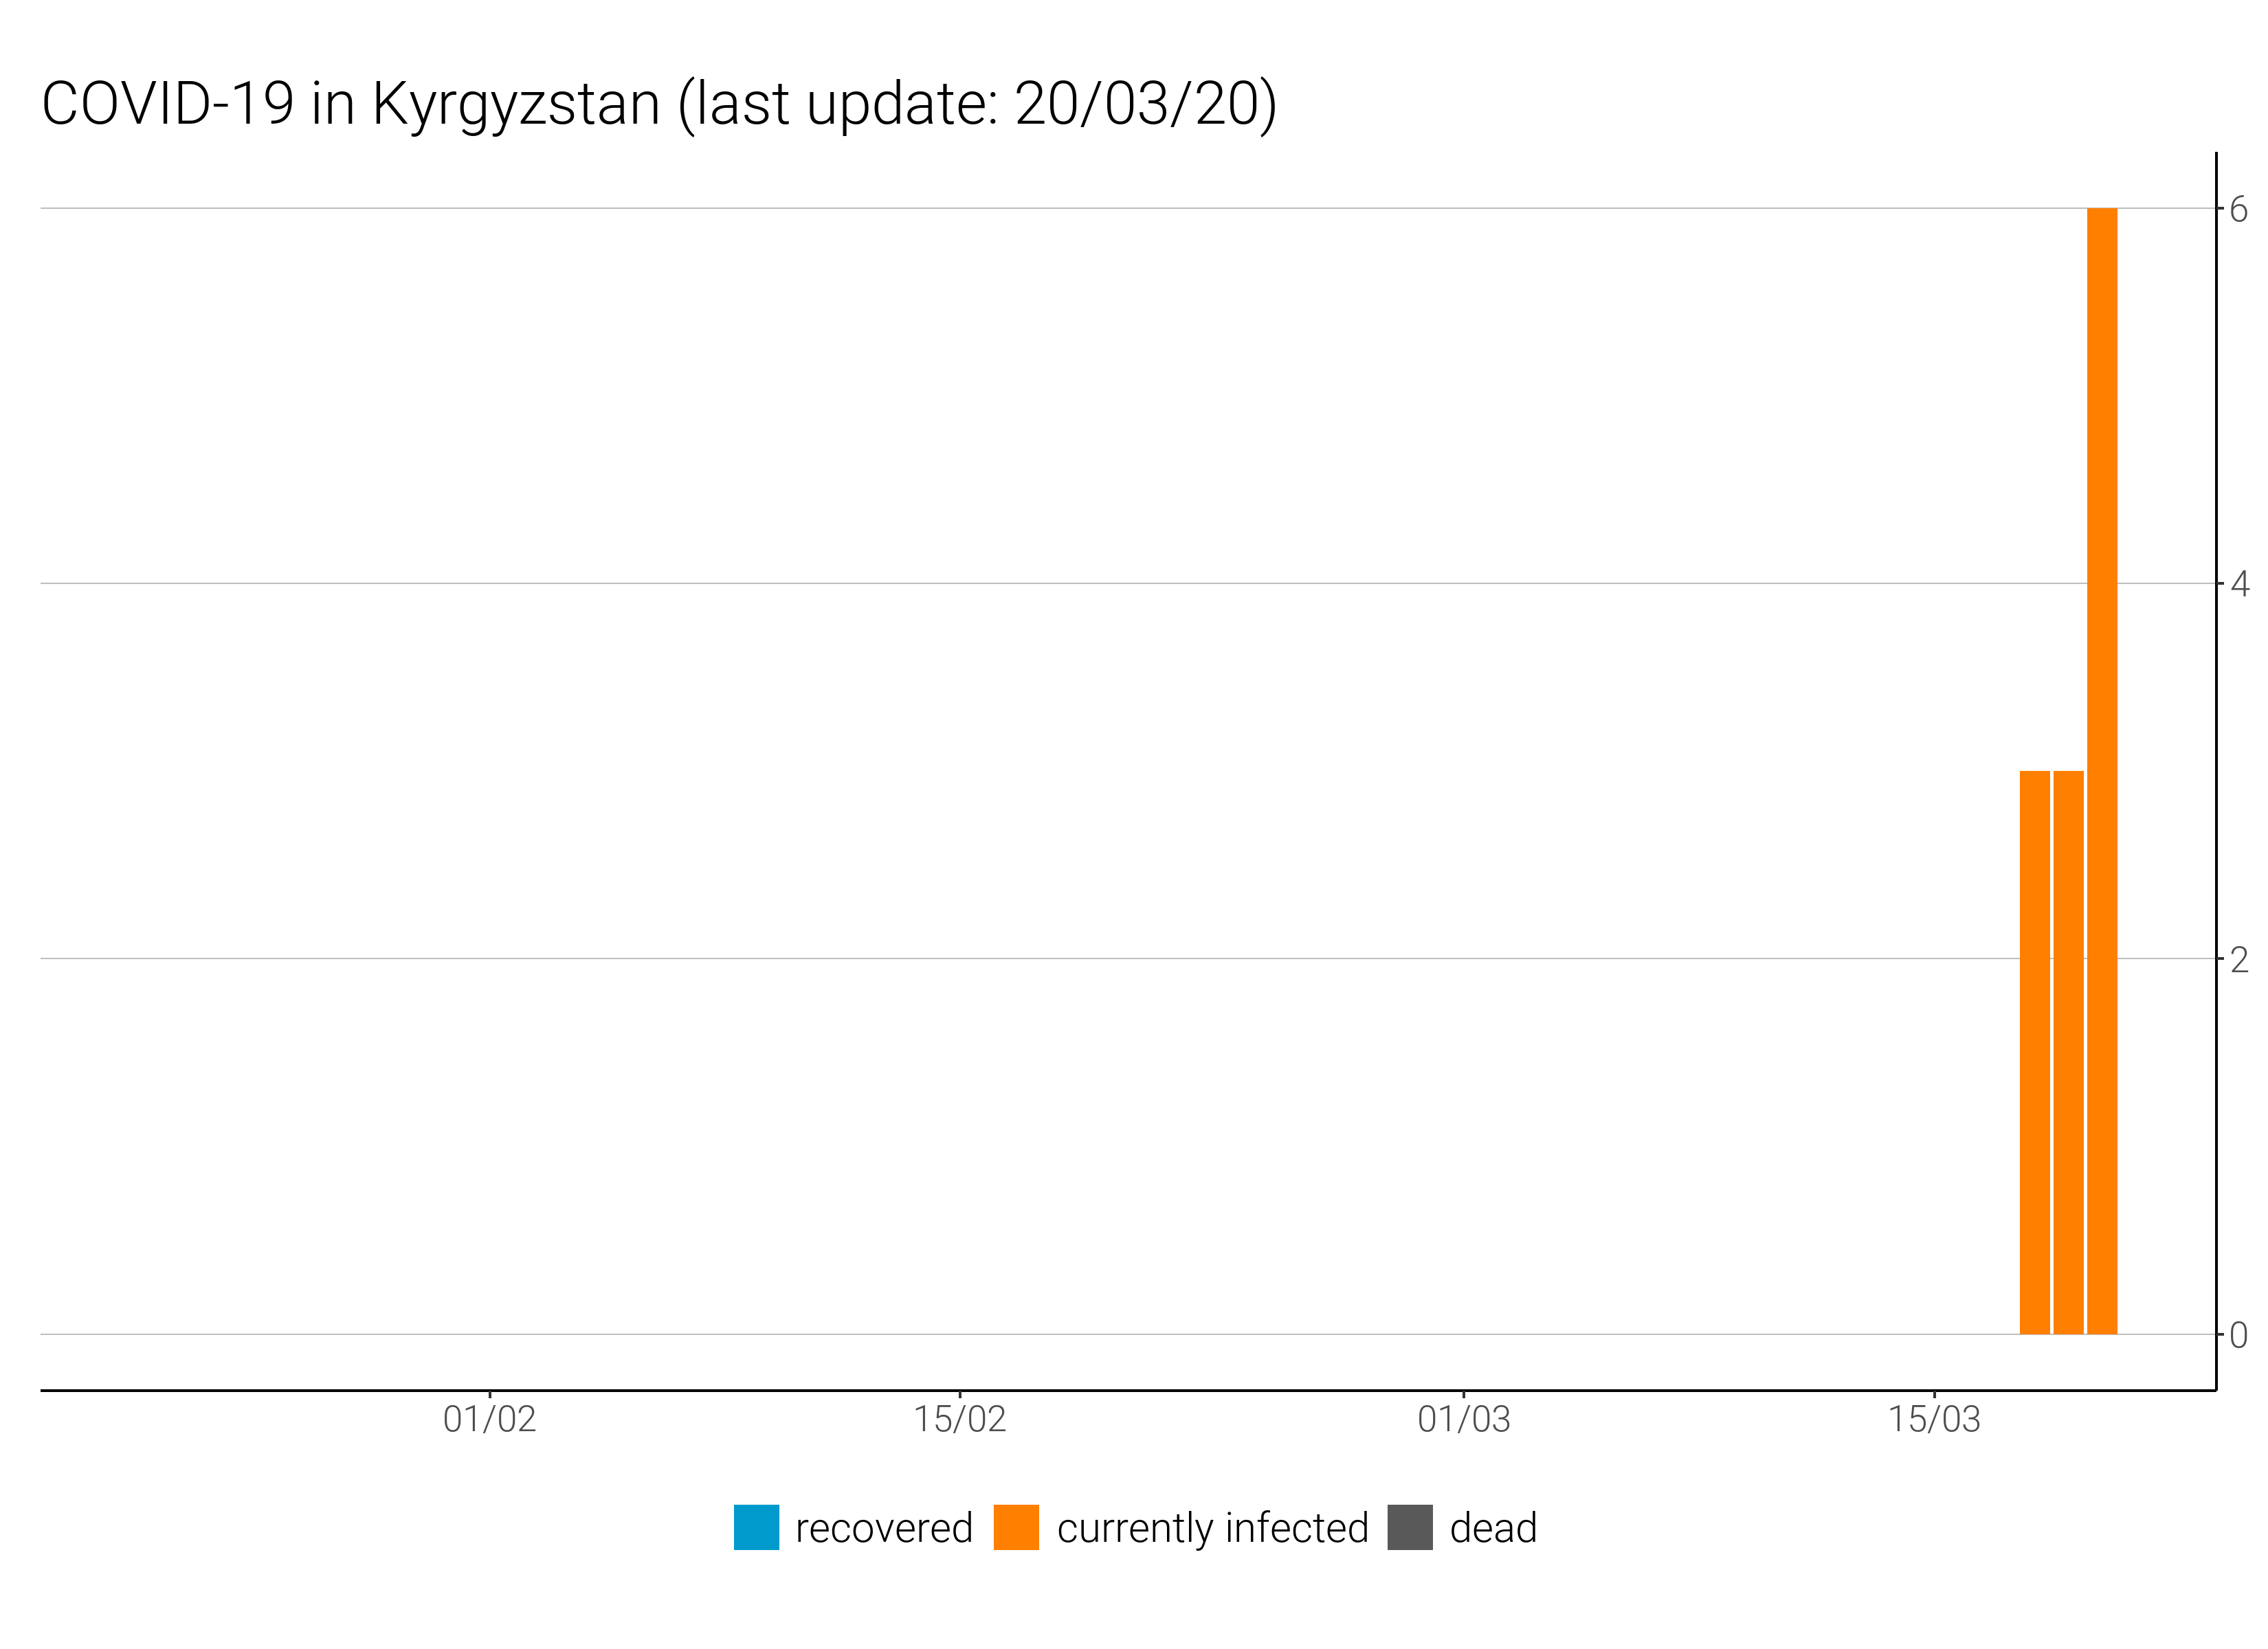 COVID-19 in Kyrgyzstan (last update: 20/03/20)
6
4
2
0
01/02 15/02 01/03 15/03
recovered currently infected dead